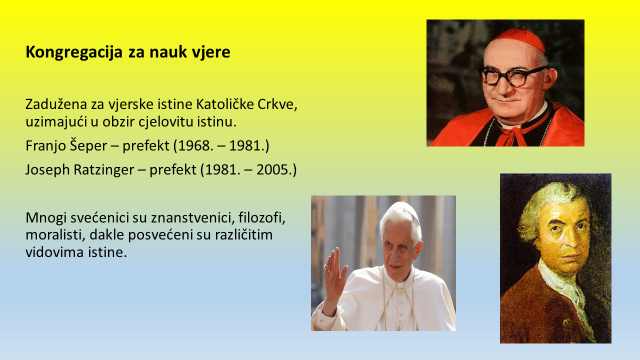 Kongregacija za nauk vjere
Zadužena za vjerske istine Katoličke Crkve,
uzimajući u obzir cjelovitu istinu.
Franjo Šeper – prefekt (1968. – 1981.)
Joseph Ratzinger – prefekt (1981. – 2005.)
Mnogi svećenici su znanstvenici, filozofi,
moralisti, dakle posvećeni su različitim
vidovima istine.